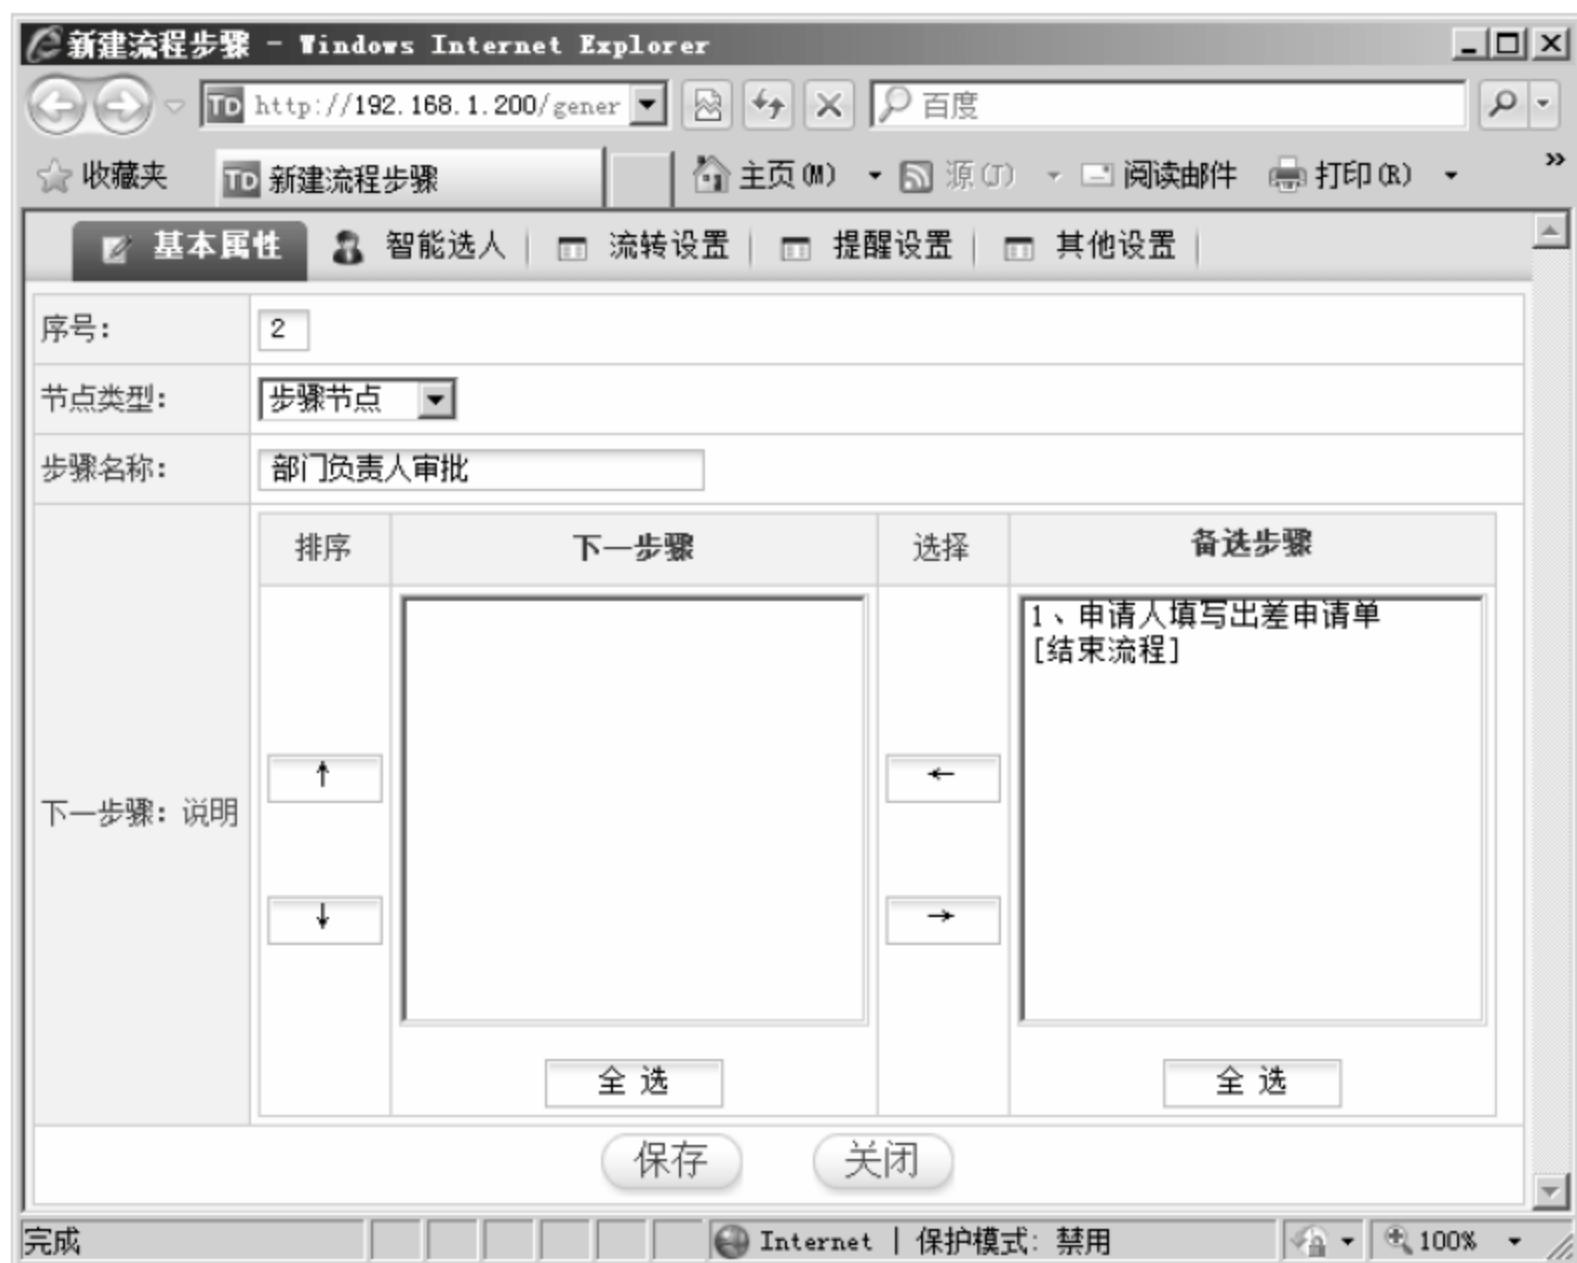 新建流程步骤 - Windows Internet Explorer
TD http://192.168.1.200/gener 百度
收藏夹 TD 新建流程步骤 主页(M) 源(J) 阅读邮件 打印(R) »
基本属性 智能选人 流转设置 提醒设置 其他设置
序号: 2
节点类型: 步骤节点
步骤名称: 部门负责人审批
排序 下一步骤 选择 备选步骤
1、申请人填写出差申请单
[结束流程]
↑ ←
下一步骤: 说明
↓ →
全 选 全 选
保存 关闭
完成 Internet | 保护模式: 禁用 100%